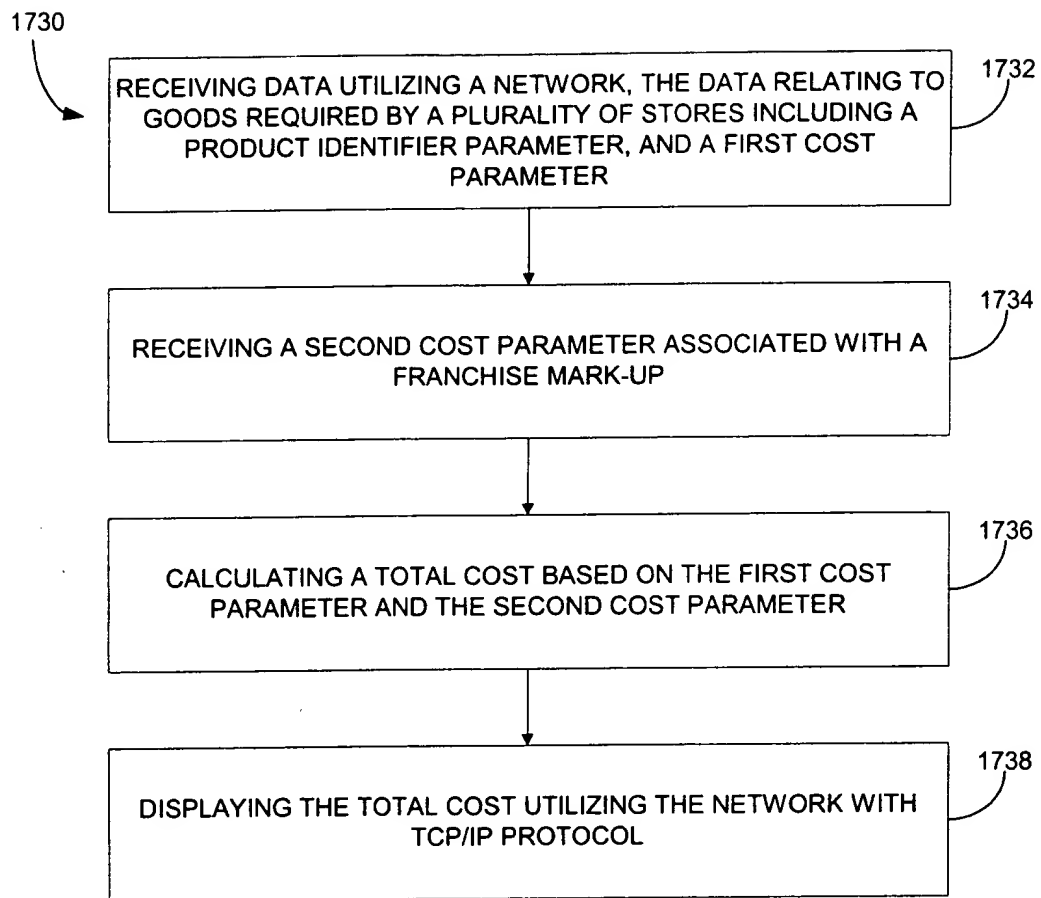 1730
1732
RECEIVING DATA UTILIZING A NETWORK, THE DATA RELATING TO
GOODS REQUIRED BY A PLURALITY OF STORES INCLUDING A
PRODUCT IDENTIFIER PARAMETER, AND A FIRST COST
PARAMETER
1734
RECEIVING A SECOND COST PARAMETER ASSOCIATED WITH A
FRANCHISE MARK-UP
1736
CALCULATING A TOTAL COST BASED ON THE FIRST COST
PARAMETER AND THE SECOND COST PARAMETER
1738
DISPLAYING THE TOTAL COST UTILIZING THE NETWORK WITH
TCP/IP PROTOCOL